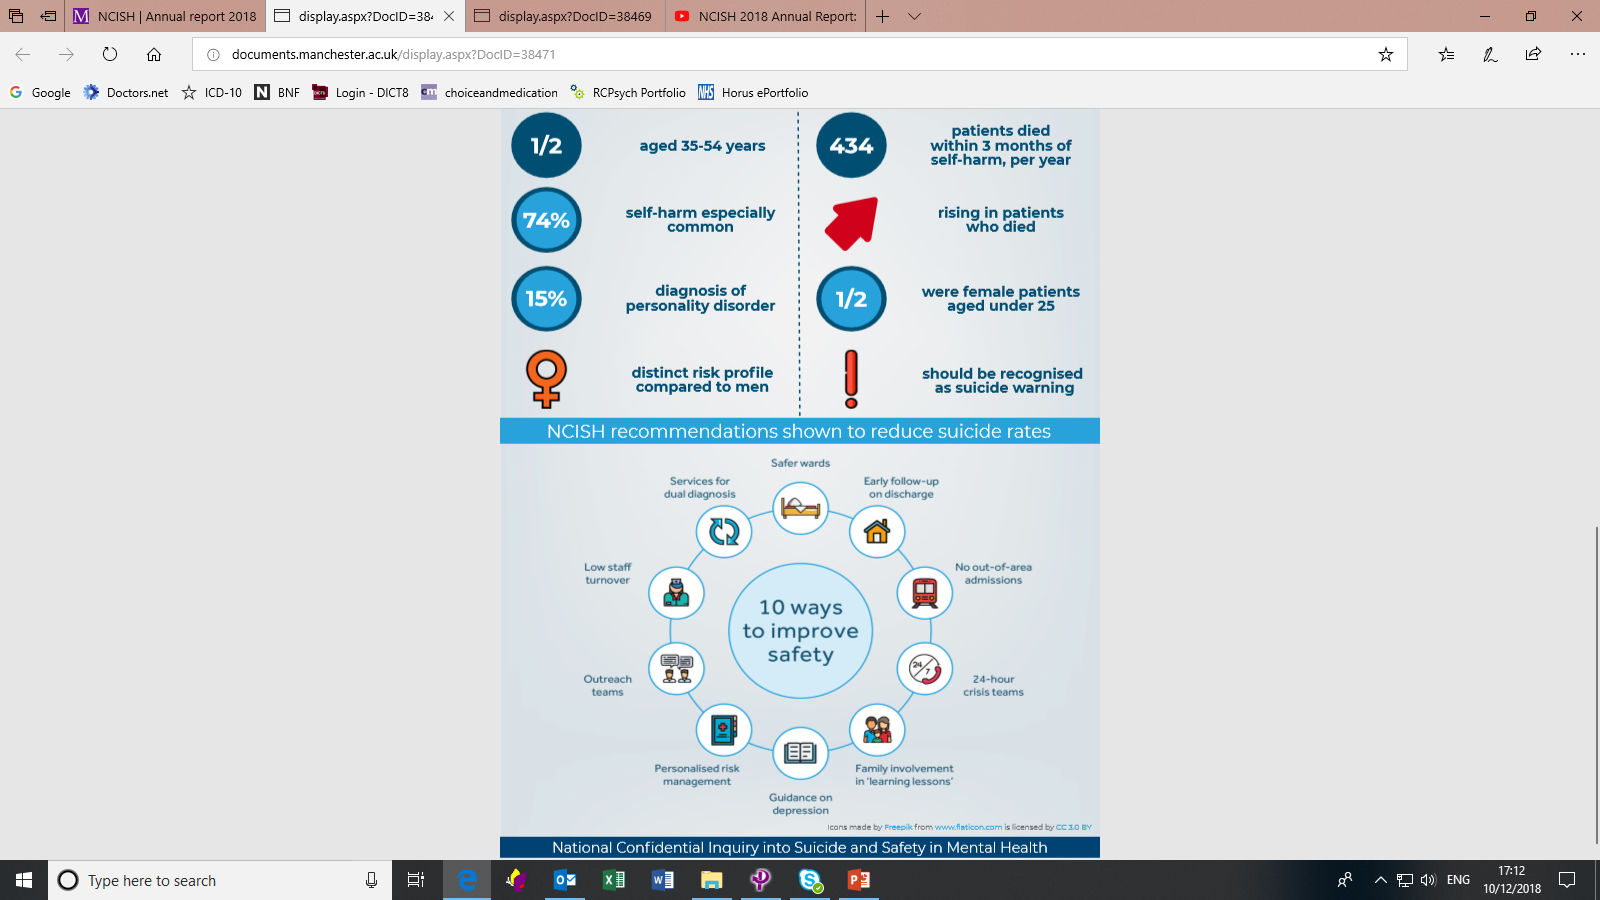 NCISH | Annual report 2018
display.aspx?DocID=384
display.aspx?DocID=38469
NCISH 2018 Annual Report:
documents.manchester.ac.uk/display.aspx?DocID=38471
Google
Doctors.net
ICD-10
BNF
Login - DICT8
choiceandmedication
RCPsych Portfolio
NHS
Horus ePortfolio
1/2
aged 35-54 years
74%
self-harm especially
common
15%
diagnosis of
personality disorder
distinct risk profile
compared to men
434
patients died
within 3 months of
self-harm, per year
rising in patients
who died
1/2
were female patients
aged under 25
should be recognised
as suicide warning
NCISH recommendations shown to reduce suicide rates
10 ways
to improve
safety
Safer wards
Early follow-up
on discharge
No out-of-area
admissions
24/7
24-hour
crisis teams
Family involvement
in 'learning lessons'
Guidance on
depression
Personalised risk
management
Outreach
teams
Low staff
turnover
Services for
dual diagnosis
Icons made by Freepik from www.flaticon.com is licensed by CC 3.0 BY
National Confidential Inquiry into Suicide and Safety in Mental Health
Type here to search
ENG
17:12
10/12/2018